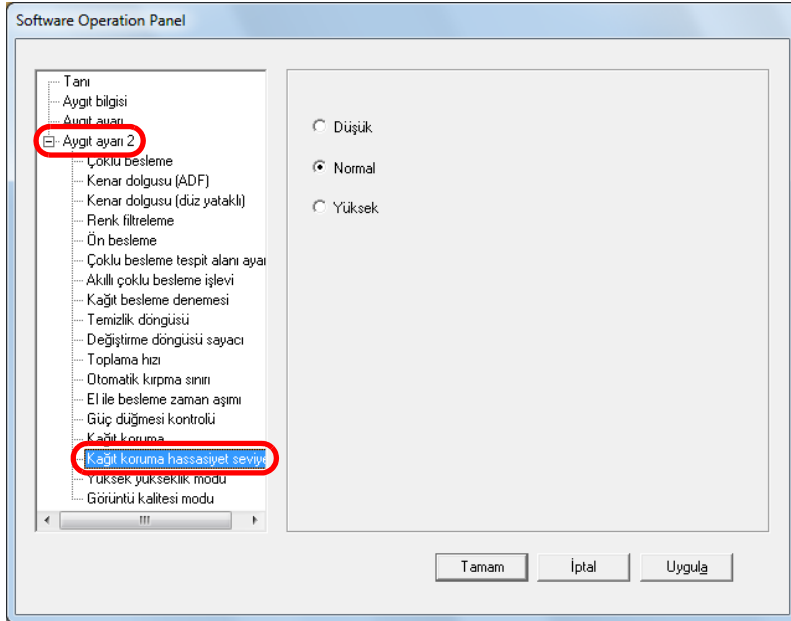 Software Operation Panel
Tanı
Aygıt bilgisi
Aygıt ayarı
Aygıt ayarı 2
Çoklu besleme
Kenar dolgusu (ADF)
Kenar dolgusu (düz yataklı)
Renk filtreleme
Ön besleme
Çoklu besleme tespit alanı ayaı
Akıllı çoklu besleme işlevi
Kağıt besleme denemesi
Temizlik döngüsü
Değiştirme döngüsü sayacı
Toplama hızı
Otomatik kırpma sınırı
El ile besleme zaman aşımı
Güç düğmesi kontrolü
Kağıt koruma
Kağıt koruma hassasiyet seviye
Yüksek yükseklik modu
Görüntü kalitesi modu
Düşük
Normal
Yüksek
Tamam
İptal
Uygula